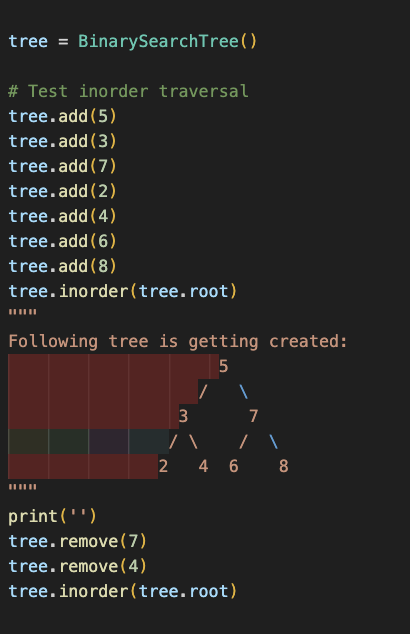 tree = BinarySearchTree()
# Test inorder traversal
tree.add(5)
tree.add(3)
tree.add(7)
tree.add(2)
tree.add(4)
tree.add(6)
tree.add(8)
tree.inorder(tree.root)
"""
Following tree is getting created:
5
/ \
3 7
/ \ / \
2 4 6 8
"""
print('')
tree.remove(7)
tree.remove(4)
tree.inorder(tree.root)